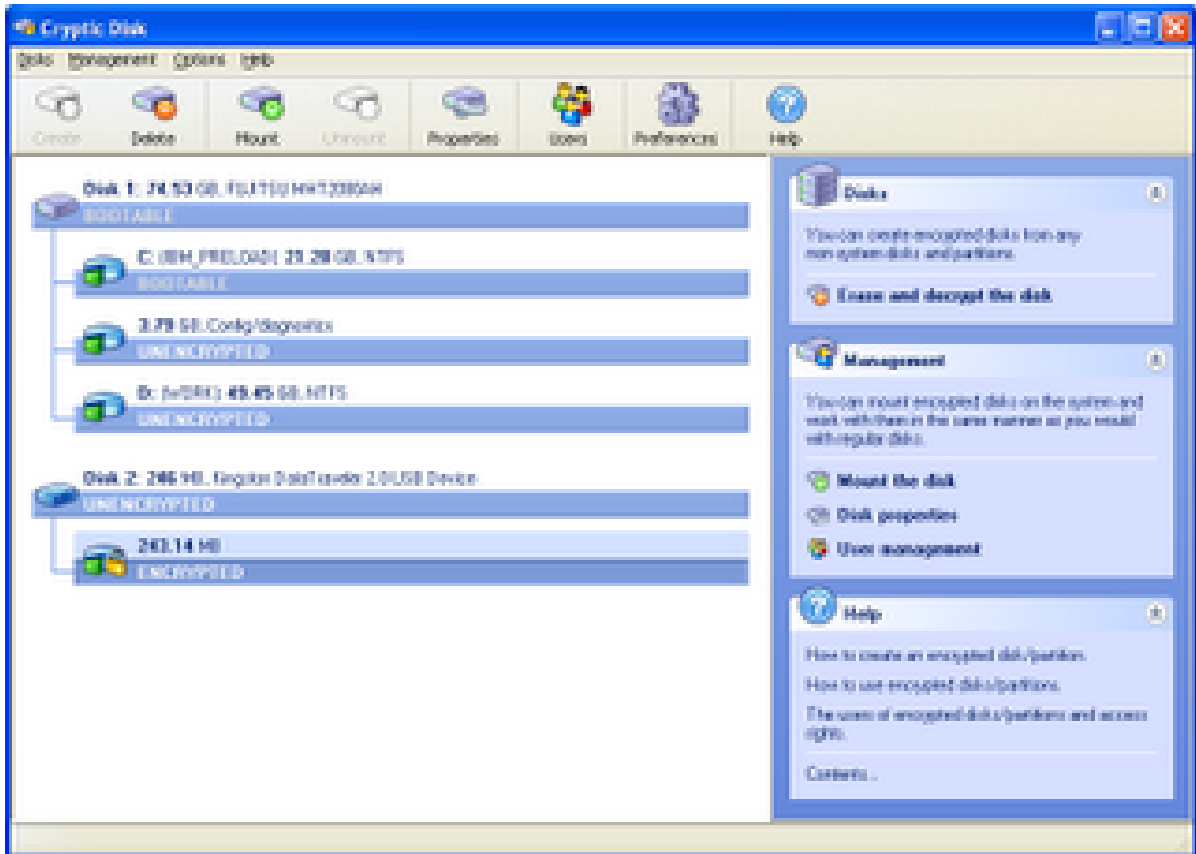 Cryptic Disk
Disks Management Options Help
Create Delete Mount Unmount Properties Users Preferences Help
Disk 1: 74.53 GB, FUJITSU
BOOTABLE
C: (IBM_PRELOAD) 21.28 GB, NTFS
BOOTABLE
3.79 GB, Config/diagnostics
UNENCRYPTED
D: (WORK) 49.45 GB, NTFS
UNENCRYPTED
Disk 2: 246 MB, Kingston DataTraveler 2.0 USB Device
UNENCRYPTED
243.14 MB
ENCRYPTED
Disks
You can create encrypted disks from any
non system disks and partitions.
Erase and decrypt the disk
Management
You can mount encrypted disks on the system and
work with them in the same manner as you would
with regular disks.
Mount the disk
Disk properties
User management
Help
How to create an encrypted disk/partition.
How to use encrypted disks/partitions.
The users of encrypted disks/partitions and access
rights.
Contents...